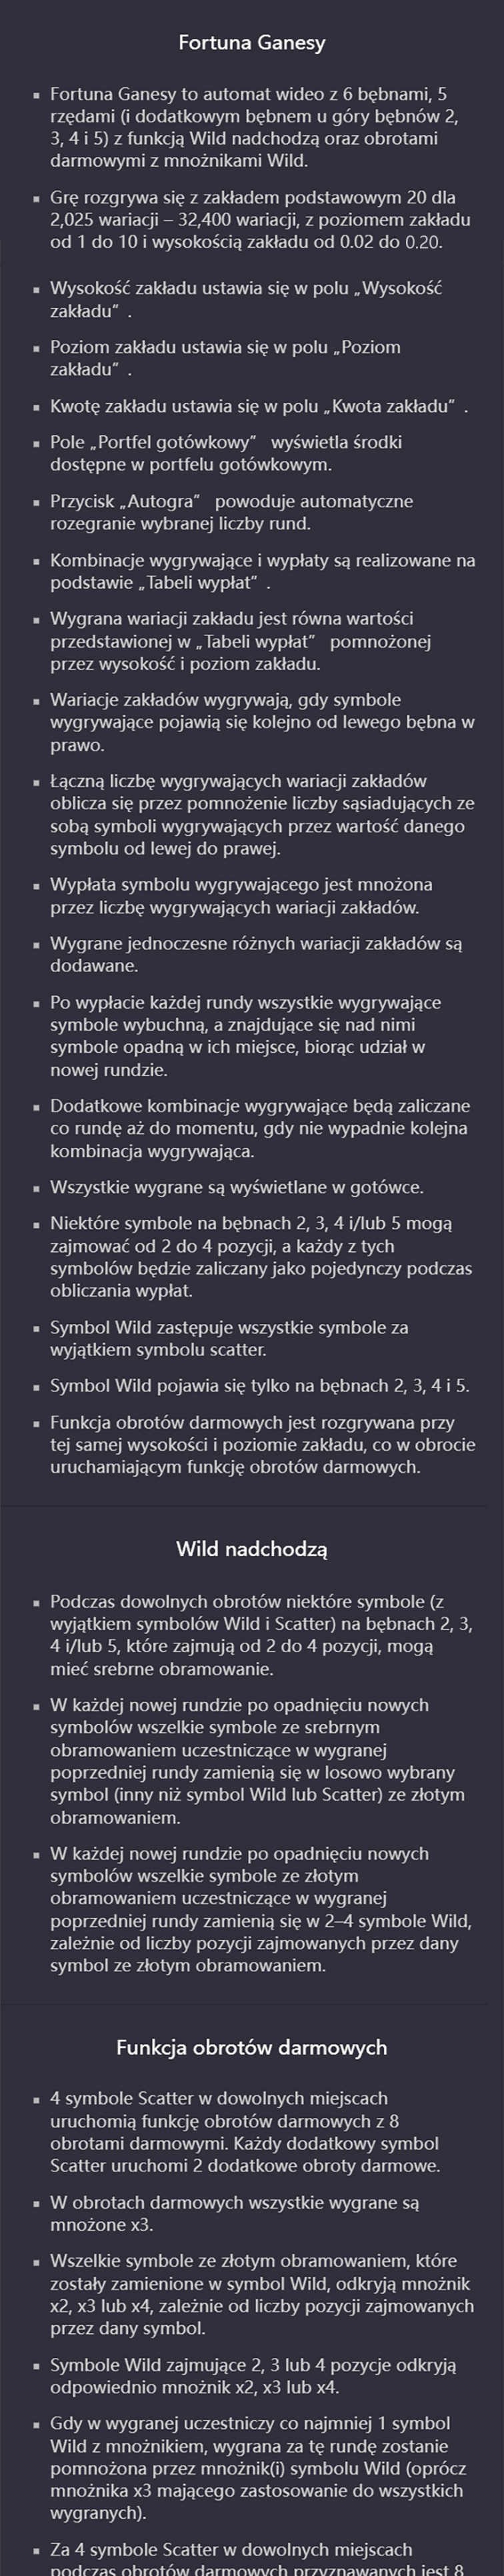 Fortuna Ganesy
▪ Fortuna Ganesy to automat wideo z 6 bębnami, 5
rzędami (i dodatkowym bębnem u góry bębnów 2,
3, 4 i 5) z funkcją Wild nadchodzą oraz obrotami
darmowymi z mnożnikami Wild.
▪ Grę rozgrywa się z zakładem podstawowym 20 dla
2,025 wariacji – 32,400 wariacji, z poziomem zakładu
od 1 do 10 i wysokością zakładu od 0.02 do 0.20.
▪ Wysokość zakładu ustawia się w polu „Wysokość
zakładu” .
▪ Poziom zakładu ustawia się w polu „Poziom
zakładu” .
▪ Kwotę zakładu ustawia się w polu „Kwota zakładu” .
▪ Pole „Portfel gotówkowy” wyświetla środki
dostępne w portfelu gotówkowym.
▪ Przycisk „Autogra” powoduje automatyczne
rozegranie wybranej liczby rund.
▪ Kombinacje wygrywające i wypłaty są realizowane na
podstawie „Tabeli wypłat” .
▪ Wygrana wariacji zakładu jest równa wartości
przedstawionej w „Tabeli wypłat” pomnożonej
przez wysokość i poziom zakładu.
▪ Wariacje zakładów wygrywają, gdy symbole
wygrywające pojawią się kolejno od lewego bębna w
prawo.
▪ Łączną liczbę wygrywających wariacji zakładów
oblicza się przez pomnożenie liczby sąsiadujących ze
sobą symboli wygrywających przez wartość danego
symbolu od lewej do prawej.
▪ Wypłata symbolu wygrywającego jest mnożona
przez liczbę wygrywających wariacji zakładów.
▪ Wygrane jednoczesne różnych wariacji zakładów są
dodawane.
▪ Po wypłacie każdej rundy wszystkie wygrywające
symbole wybuchną, a znajdujące się nad nimi
symbole opadną w ich miejsce, biorąc udział w
nowej rundzie.
▪ Dodatkowe kombinacje wygrywające będą zaliczane
co rundę aż do momentu, gdy nie wypadnie kolejna
kombinacja wygrywająca.
▪ Wszystkie wygrane są wyświetlane w gotówce.
▪ Niektóre symbole na bębnach 2, 3, 4 i/lub 5 mogą
zajmować od 2 do 4 pozycji, a każdy z tych
symbolów będzie zaliczany jako pojedynczy podczas
obliczania wypłat.
▪ Symbol Wild zastępuje wszystkie symbole za
wyjątkiem symbolu scatter.
▪ Symbol Wild pojawia się tylko na bębnach 2, 3, 4 i 5.
▪ Funkcja obrotów darmowych jest rozgrywana przy
tej samej wysokości i poziomie zakładu, co w obrocie
uruchamiającym funkcję obrotów darmowych.
Wild nadchodzą
▪ Podczas dowolnych obrotów niektóre symbole (z
wyjątkiem symbolów Wild i Scatter) na bębnach 2, 3,
4 i/lub 5, które zajmują od 2 do 4 pozycji, mogą
mieć srebrne obramowanie.
▪ W każdej nowej rundzie po opadnięciu nowych
symbolów wszelkie symbole ze srebrnym
obramowaniem uczestniczące w wygranej
poprzedniej rundy zamienią się w losowo wybrany
symbol (inny niż symbol Wild lub Scatter) ze złotym
obramowaniem.
▪ W każdej nowej rundzie po opadnięciu nowych
symbolów wszelkie symbole ze złotym
obramowaniem uczestniczące w wygranej
poprzedniej rundy zamienią się w 2–4 symbole Wild,
zależnie od liczby pozycji zajmowanych przez dany
symbol ze złotym obramowaniem.
Funkcja obrotów darmowych
▪ 4 symbole Scatter w dowolnych miejscach
uruchomią funkcję obrotów darmowych z 8
obrotami darmowymi. Każdy dodatkowy symbol
Scatter uruchomi 2 dodatkowe obroty darmowe.
▪ W obrotach darmowych wszystkie wygrane są
mnożone x3.
▪ Wszelkie symbole ze złotym obramowaniem, które
zostały zamienione w symbol Wild, odkryją mnożnik
x2, x3 lub x4, zależnie od liczby pozycji zajmowanych
przez dany symbol.
▪ Symbole Wild zajmujące 2, 3 lub 4 pozycje odkryją
odpowiednio mnożnik x2, x3 lub x4.
▪ Gdy w wygranej uczestniczy co najmniej 1 symbol
Wild z mnożnikiem, wygrana za tę rundę zostanie
pomnożona przez mnożnik(i) symbolu Wild (oprócz
mnożnika x3 mającego zastosowanie do wszystkich
wygranych).
▪ Za 4 symbole Scatter w dowolnych miejscach
podczas obrotów darmowych przyznawanych jest 8